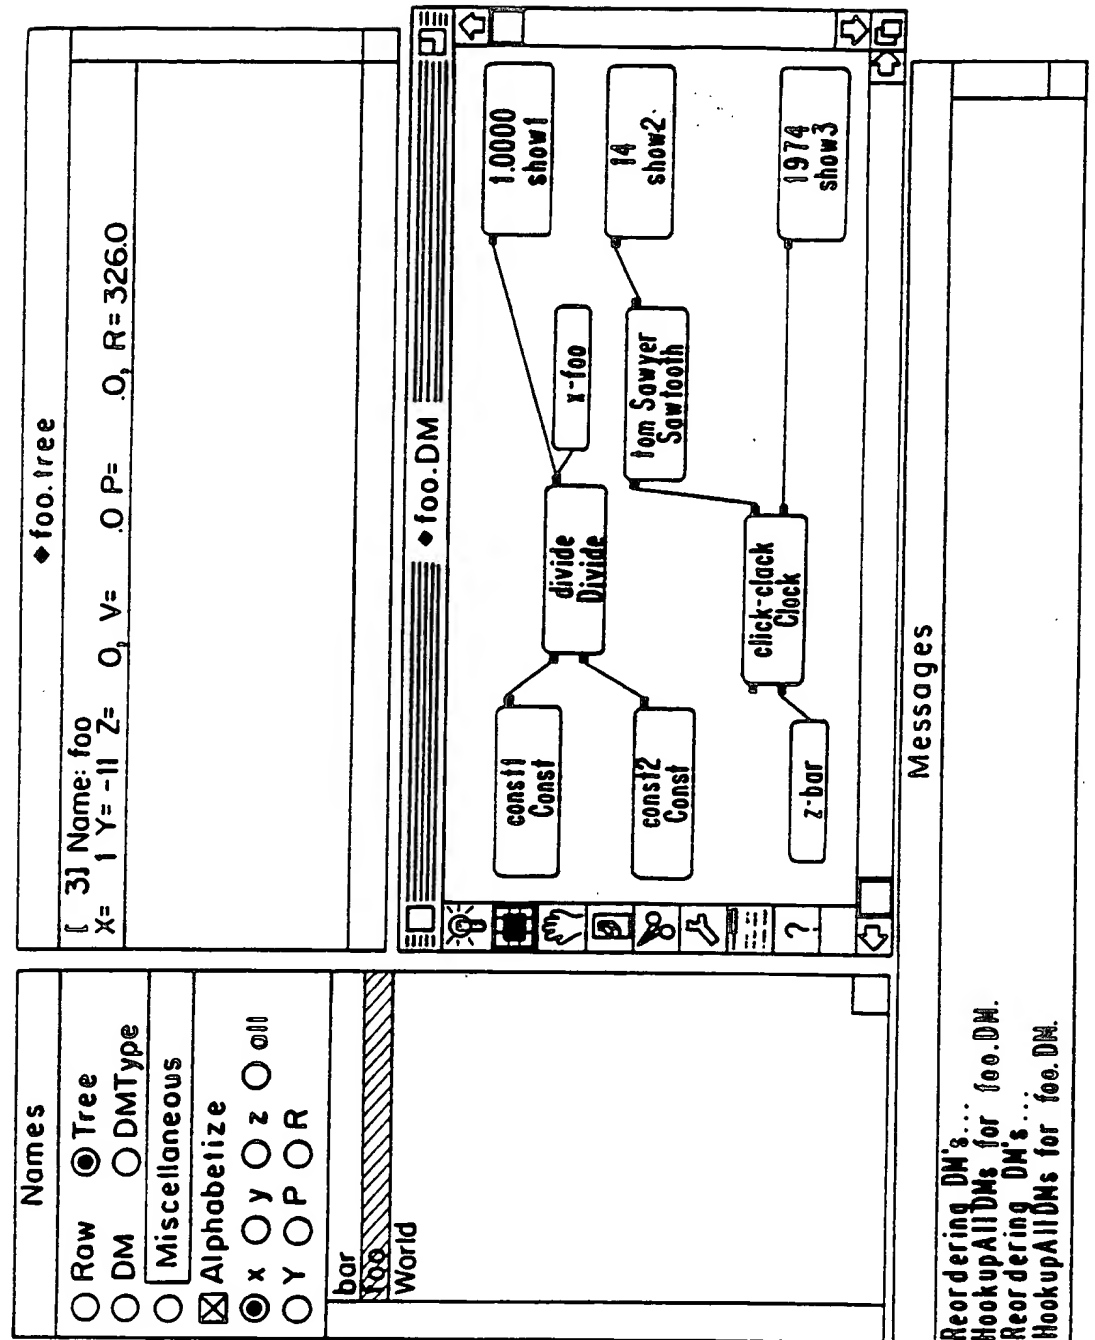 Names
○ Raw ◉ Tree
○ DM ○ DMType
○ Miscellaneous
☒ Alphabetize
◉ x ○ y ○ z ○ all
○ Y ○ P ○ R
bar
foo
World
◆foo.tree
[ 3] Name: foo
X= 1 Y= -11 Z= 0, V= .0 P= .0, R= 326.0
◆foo.DM
const1
Const
const2
Const
z-bar
divide
Divide
click-clack
Clock
x-foo
tom Sawyer
Sawtooth
1.0000
show1
14
show2
1974
show3
?
Messages
Reordering DM's...
HookupAllDMs for foo.DM.
Reordering DM's...
HookupAllDMs for foo.DM.